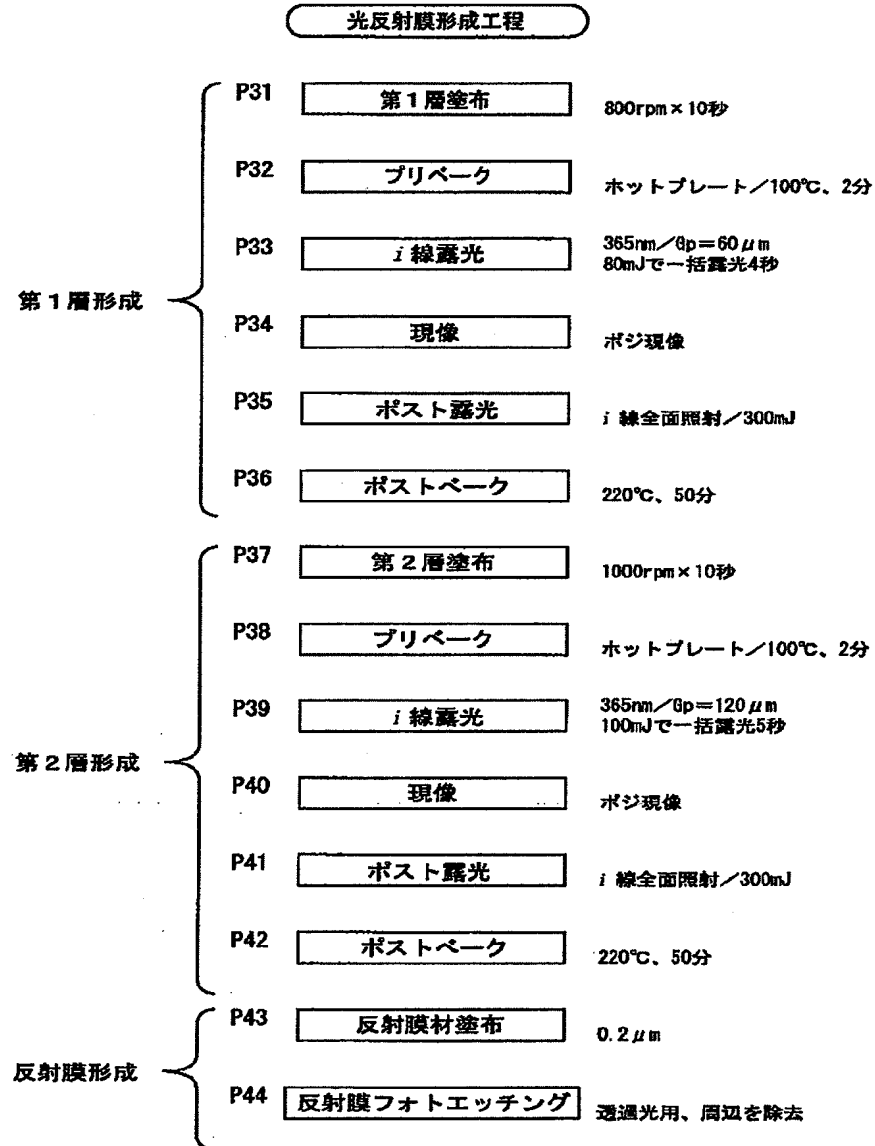 光反射膜形成工程
第1層形成
P31 第1層塗布 800rpm×10秒
P32 プリベーク ホットプレート／100℃、2分
P33 i線露光 365nm／Gp＝60μm
80mJで一括露光4秒
P34 現像 ポジ現像
P35 ポスト露光 i線全面照射／300mJ
P36 ポストベーク 220℃、50分
第2層形成
P37 第2層塗布 1000rpm×10秒
P38 プリベーク ホットプレート／100℃、2分
P39 i線露光 365nm／Gp＝120μm
100mJで一括露光5秒
P40 現像 ポジ現像
P41 ポスト露光 i線全面照射／300mJ
P42 ポストベーク 220℃、50分
反射膜形成
P43 反射膜材塗布 0.2μm
P44 反射膜フォトエッチング 透過光用、周辺を除去